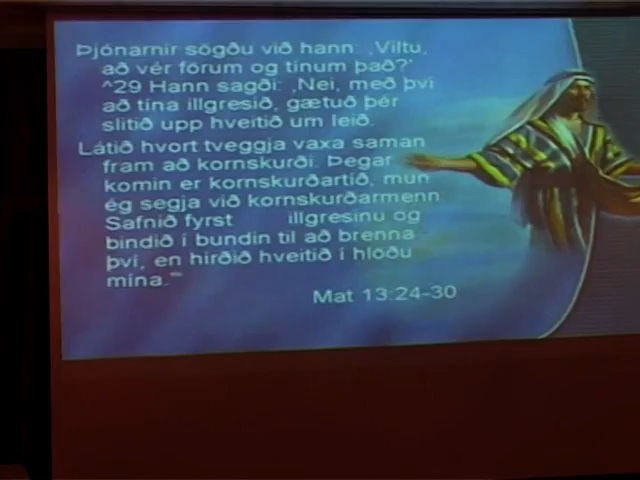 Þjónarnir sögðu við hann: ‚Viltu,
að vér förum og tínum það?'
^29 Hann sagði: ‚Nei, með því
að tína illgresið, gætuð þér
slitið upp hveitið um leið.
Látið hvort tveggja vaxa saman
fram að kornskurði. Þegar
komin er kornskurðartíð, mun
ég segja við kornskurðarmenn:
Safnið fyrst illgresinu og
bindið í bundin til að brenna
því, en hirðið hveitið í hlöðu
mína.'"
Mat 13:24-30